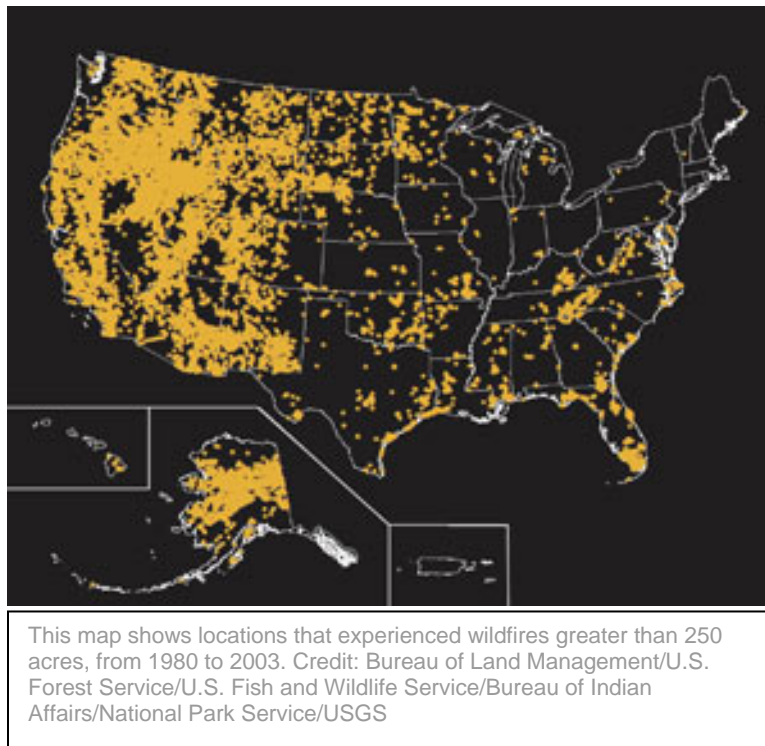 This map shows locations that experienced wildfires greater than 250
acres, from 1980 to 2003. Credit: Bureau of Land Management/U.S.
Forest Service/U.S. Fish and Wildlife Service/Bureau of Indian
Affairs/National Park Service/USGS